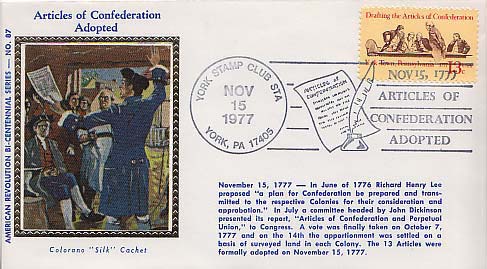 Articles of Confederation
Adopted
AMERICAN REVOLUTION BI-CENTENNIAL SERIES — NO. 87
Colorano "Silk" Cachet
YORK STAMP CLUB STA
NOV
15
1977
YORK, PA 17405
ARTICLES of
CONFEDERATION
Drafting the Articles of Confederation
York Town, Pennsylvania
13c
NOV 15, 1777
ARTICLES OF
CONFEDERATION
ADOPTED
November 15, 1777 — In June of 1776 Richard Henry Lee
proposed "a plan for Confederation be prepared and trans-
mitted to the respective Colonies for their consideration and
approbation." In July a committee headed by John Dickinson
presented its report, "Articles of Confederation and Perpetual
Union," to Congress. A vote was finally taken on October 7,
1777 and on the 14th the apportionment was settled on a
basis of surveyed land in each Colony. The 13 Articles were
formally adopted on November 15, 1777.